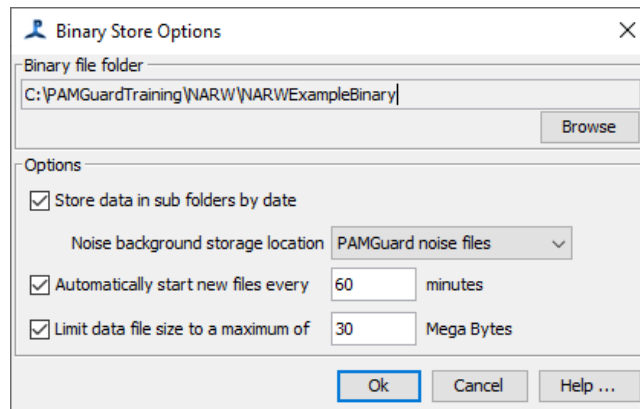 Binary Store Options
Binary file folder
C:\PAMGuardTraining\NARW\NARWExampleBinary
Browse
Options
Store data in sub folders by date
Noise background storage location PAMGuard noise files
Automatically start new files every 60 minutes
Limit data file size to a maximum of 30 Mega Bytes
Ok Cancel Help ...